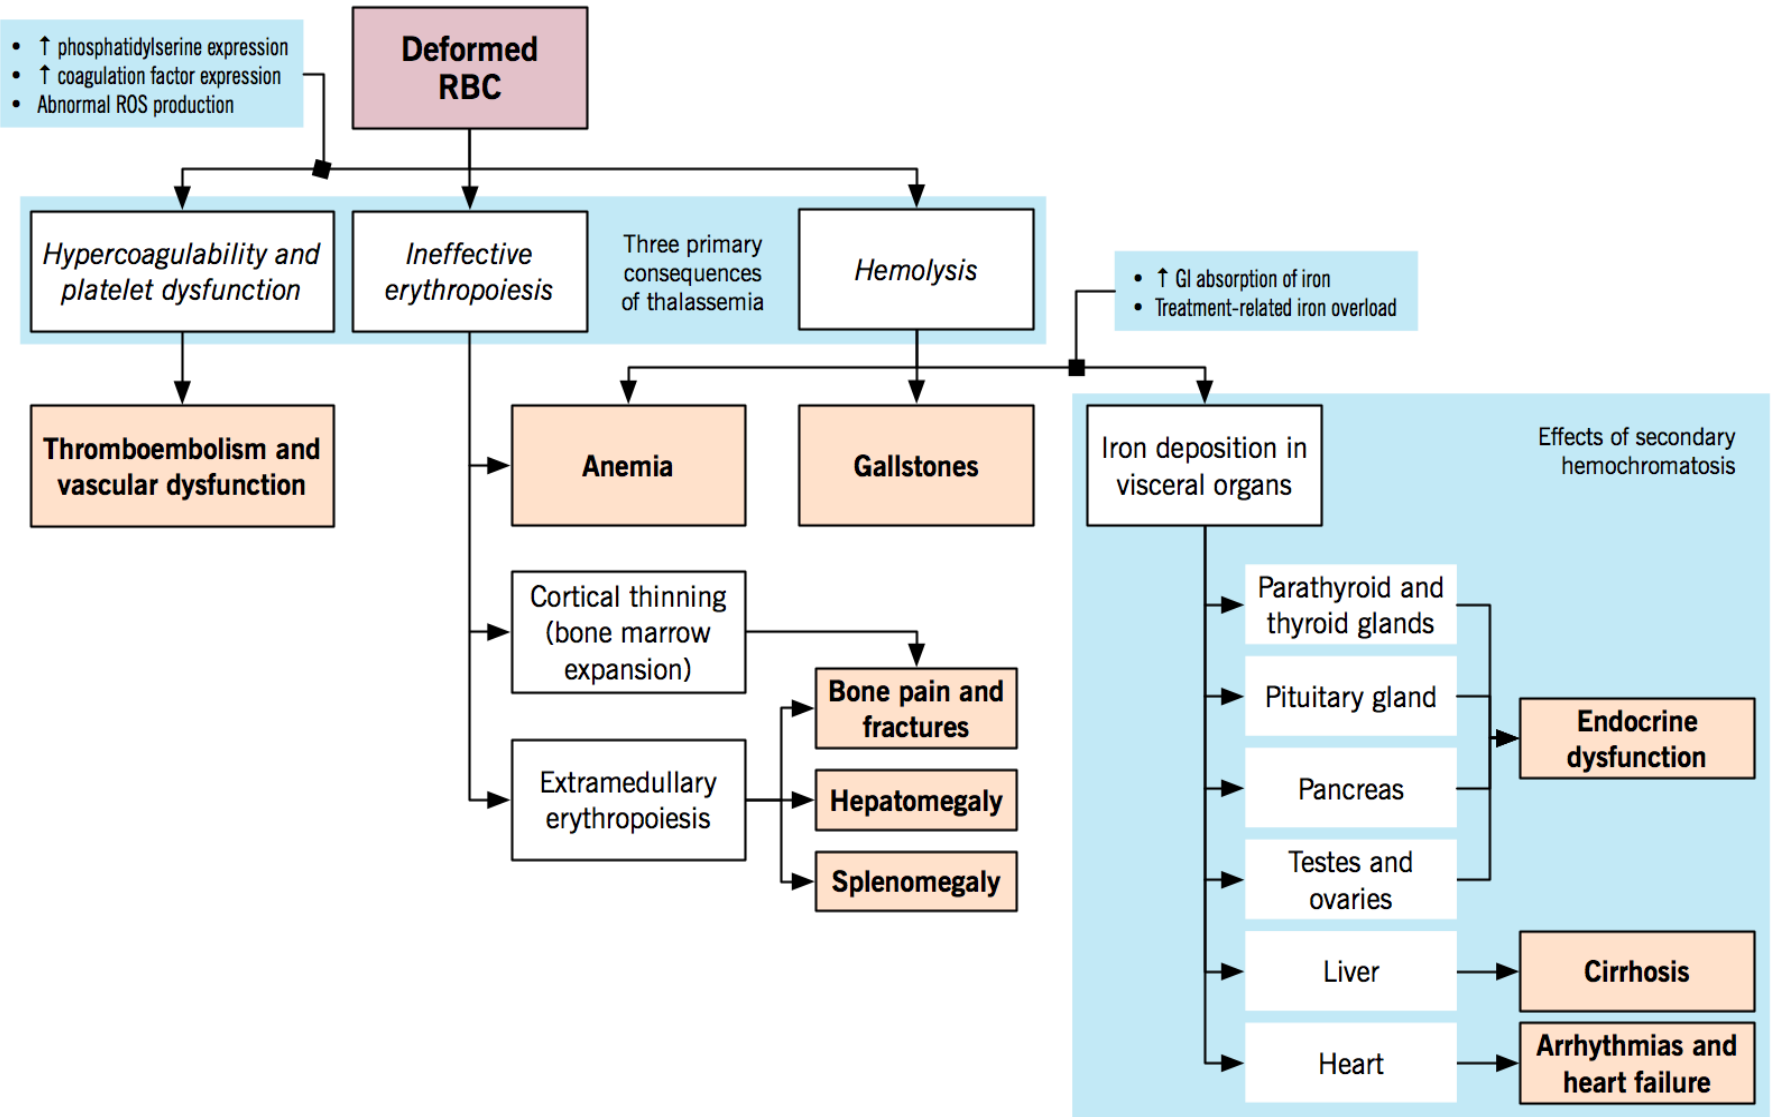 • ↑ phosphatidylserine expression
• ↑ coagulation factor expression
• Abnormal ROS production
Deformed
RBC
Hypercoagulability and
platelet dysfunction
Ineffective
erythropoiesis
Three primary
consequences
of thalassemia
Hemolysis
• ↑ GI absorption of iron
• Treatment-related iron overload
Thromboembolism and
vascular dysfunction
Anemia
Gallstones
Iron deposition in
visceral organs
Effects of secondary
hemochromatosis
Cortical thinning
(bone marrow
expansion)
Bone pain and
fractures
Extramedullary
erythropoiesis
Hepatomegaly
Splenomegaly
Parathyroid and
thyroid glands
Pituitary gland
Pancreas
Testes and
ovaries
Endocrine
dysfunction
Liver
Cirrhosis
Heart
Arrhythmias and
heart failure